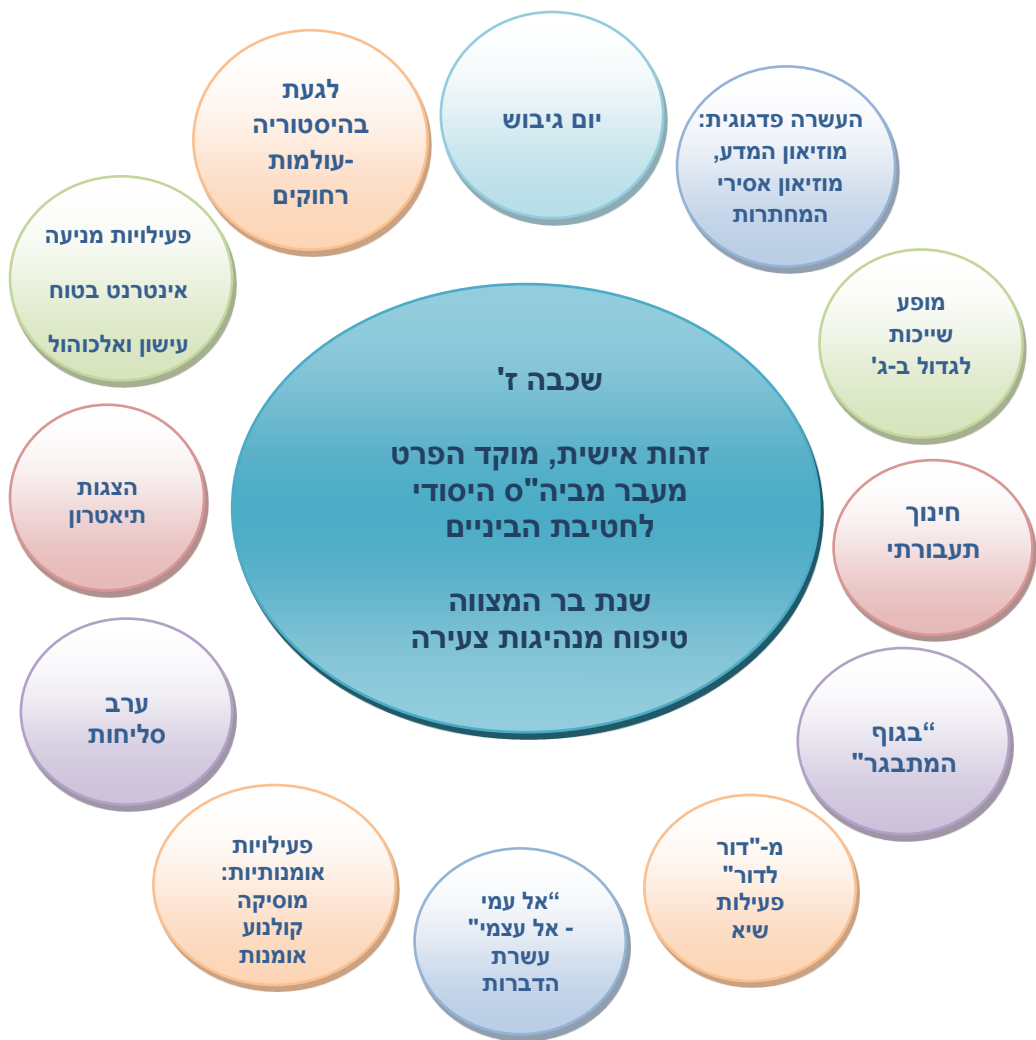 שכבה ז'
זהות אישית, מוקד הפרט
מעבר מביה"ס היסודי
לחטיבת הביניים
שנת בר המצווה
טיפוח מנהיגות צעירה
יום גיבוש
העשרה פדגוגית:
מוזיאון המדע,
מוזיאון אסירי
המחתרות
מופע
שייכות
לגדול ב-ג'
חינוך
תעבורתי
“בגוף
המתבגר"
מ-"דור
לדור"
פעילות
שיא
“אל עמי
- אל עצמי"
עשרת
הדברות
פעילויות
אומנותיות:
מוסיקה
קולנוע
אומנות
ערב
סליחות
הצגות
תיאטרון
פעילויות מניעה
אינטרנט בטוח
עישון ואלכוהול
לגעת
בהיסטוריה
-עולמות
רחוקים